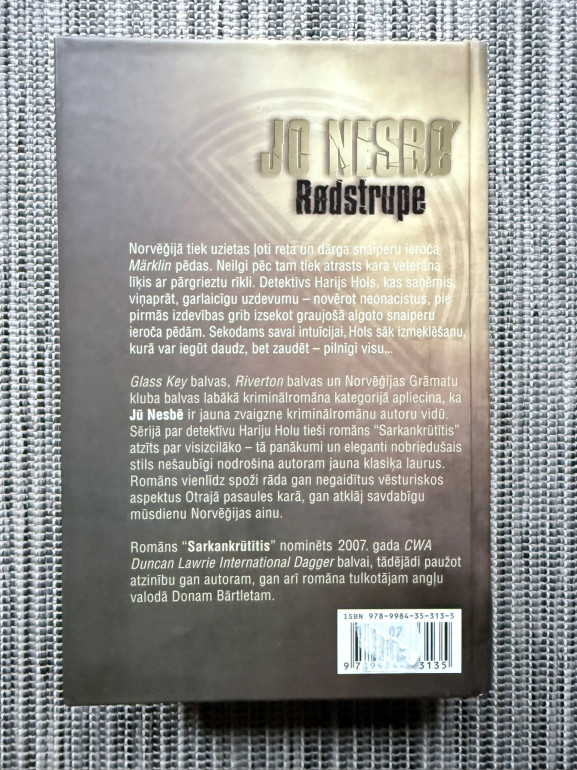 JO NESBØ
Rødstrupe
Norvēģijā tiek uzietas ļoti reta un dārga snaiperu ieroča
Märklin pēdas. Neilgi pēc tam tiek atrasts kara veterāna
līķis ar pārgrieztu rīkli. Detektīvs Harijs Hols, kas saņēmis,
viņaprāt, garlaicīgu uzdevumu – novērot neonacistus, pie
pirmās izdevības grib izsekot graujošā algoto snaiperu
ieroča pēdām. Sekodams savai intuīcijai, Hols sāk izmeklēšanu,
kurā var iegūt daudz, bet zaudēt – pilnīgi visu...
Glass Key balvas, Riverton balvas un Norvēģijas Grāmatu
kluba balvas labākā kriminālromāna kategorijā apliecina, ka
Jū Nesbē ir jauna zvaigzne kriminālromānu autoru vidū.
Sērijā par detektīvu Hariju Holu tieši romāns “Sarkankrūtītis”
atzīts par visizcilāko – tā panākumi un eleganti nobriedušais
stils nešaubīgi nodrošina autoram jauna klasiķa laurus.
Romāns vienlīdz spoži rāda gan negaidītus vēsturiskos
aspektus Otrajā pasaules karā, gan atklāj savdabīgu
mūsdienu Norvēģijas ainu.
Romāns “Sarkankrūtītis” nominēts 2007. gada CWA
Duncan Lawrie International Dagger balvai, tādējādi paužot
atzinību gan autoram, gan arī romāna tulkotājam angļu
valodā Donam Bārtletam.
ISBN 978-9984-35-313-5
07